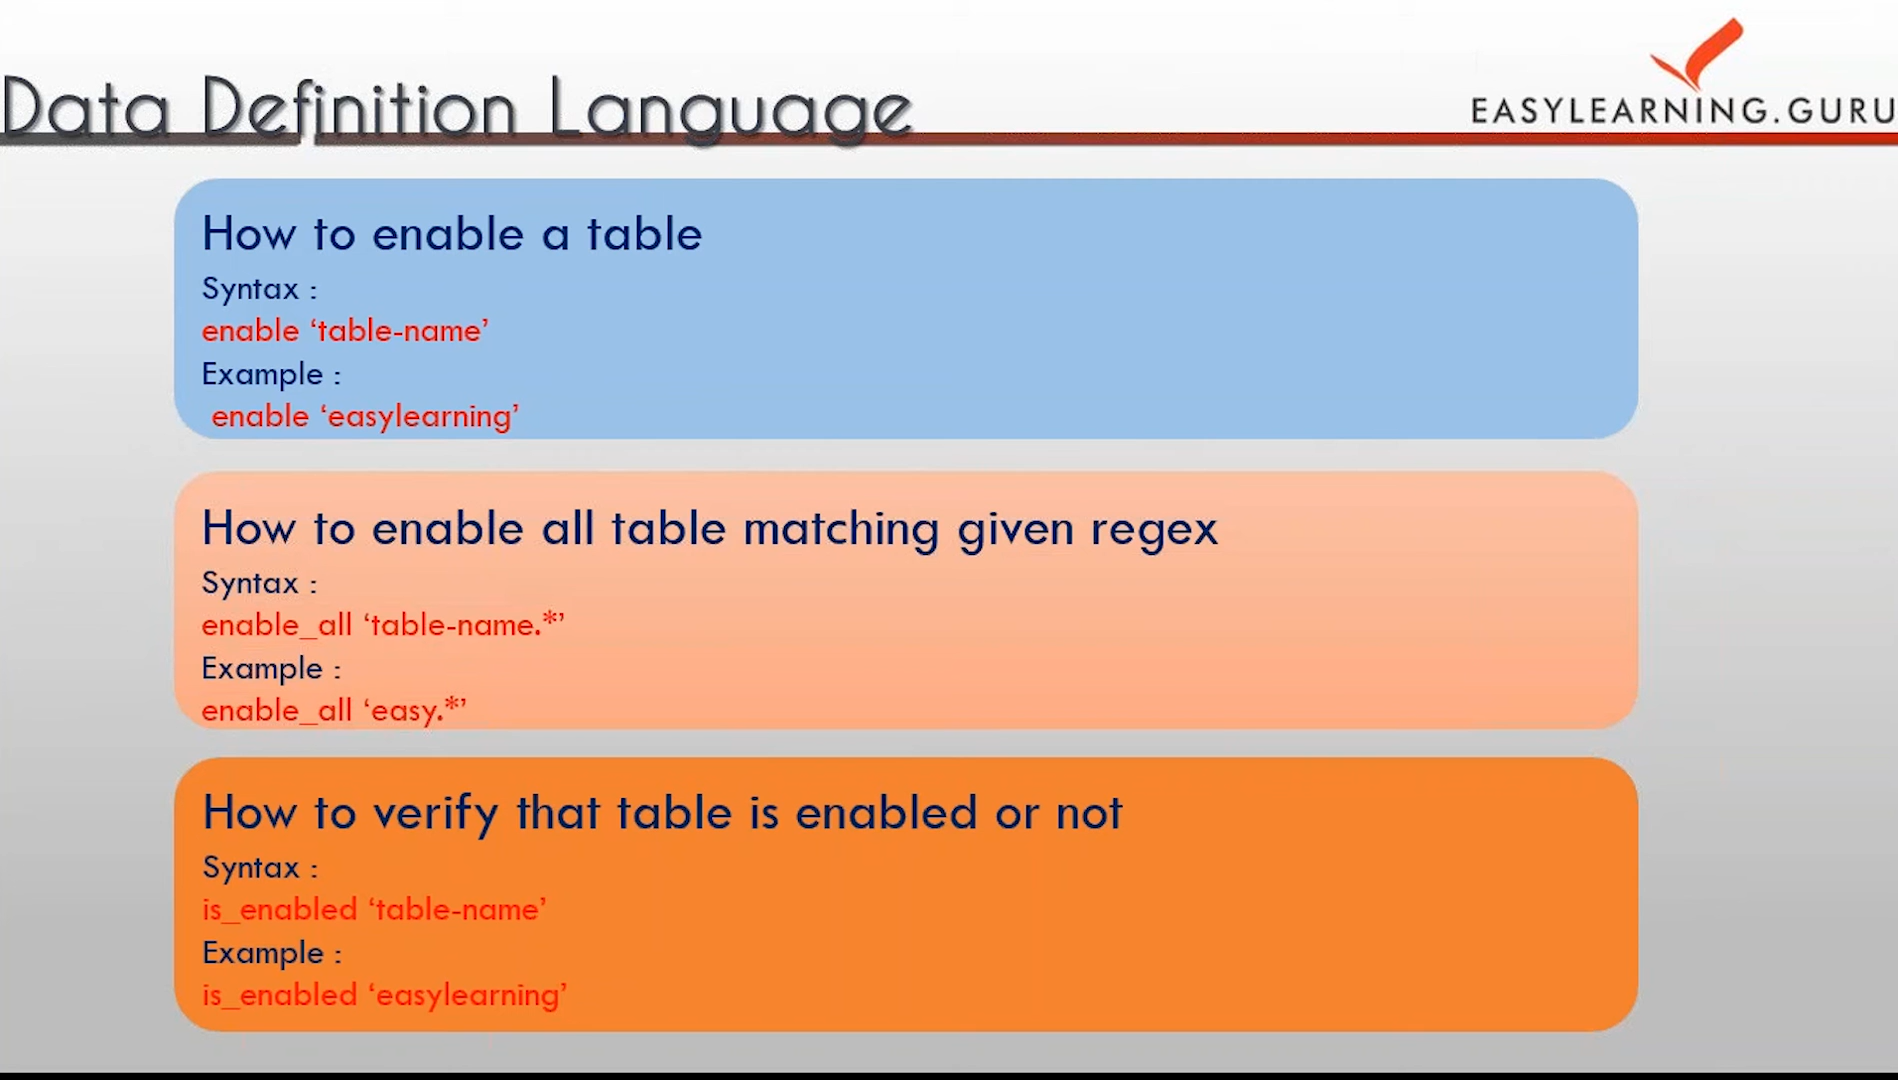 Data Definition Language
EASYLEARNING.GURU
How to enable a table
Syntax :
enable ‘table-name’
Example :
enable ‘easylearning’
How to enable all table matching given regex
Syntax :
enable_all ‘table-name.*’
Example :
enable_all ‘easy.*’
How to verify that table is enabled or not
Syntax :
is_enabled ‘table-name’
Example :
is_enabled ‘easylearning’